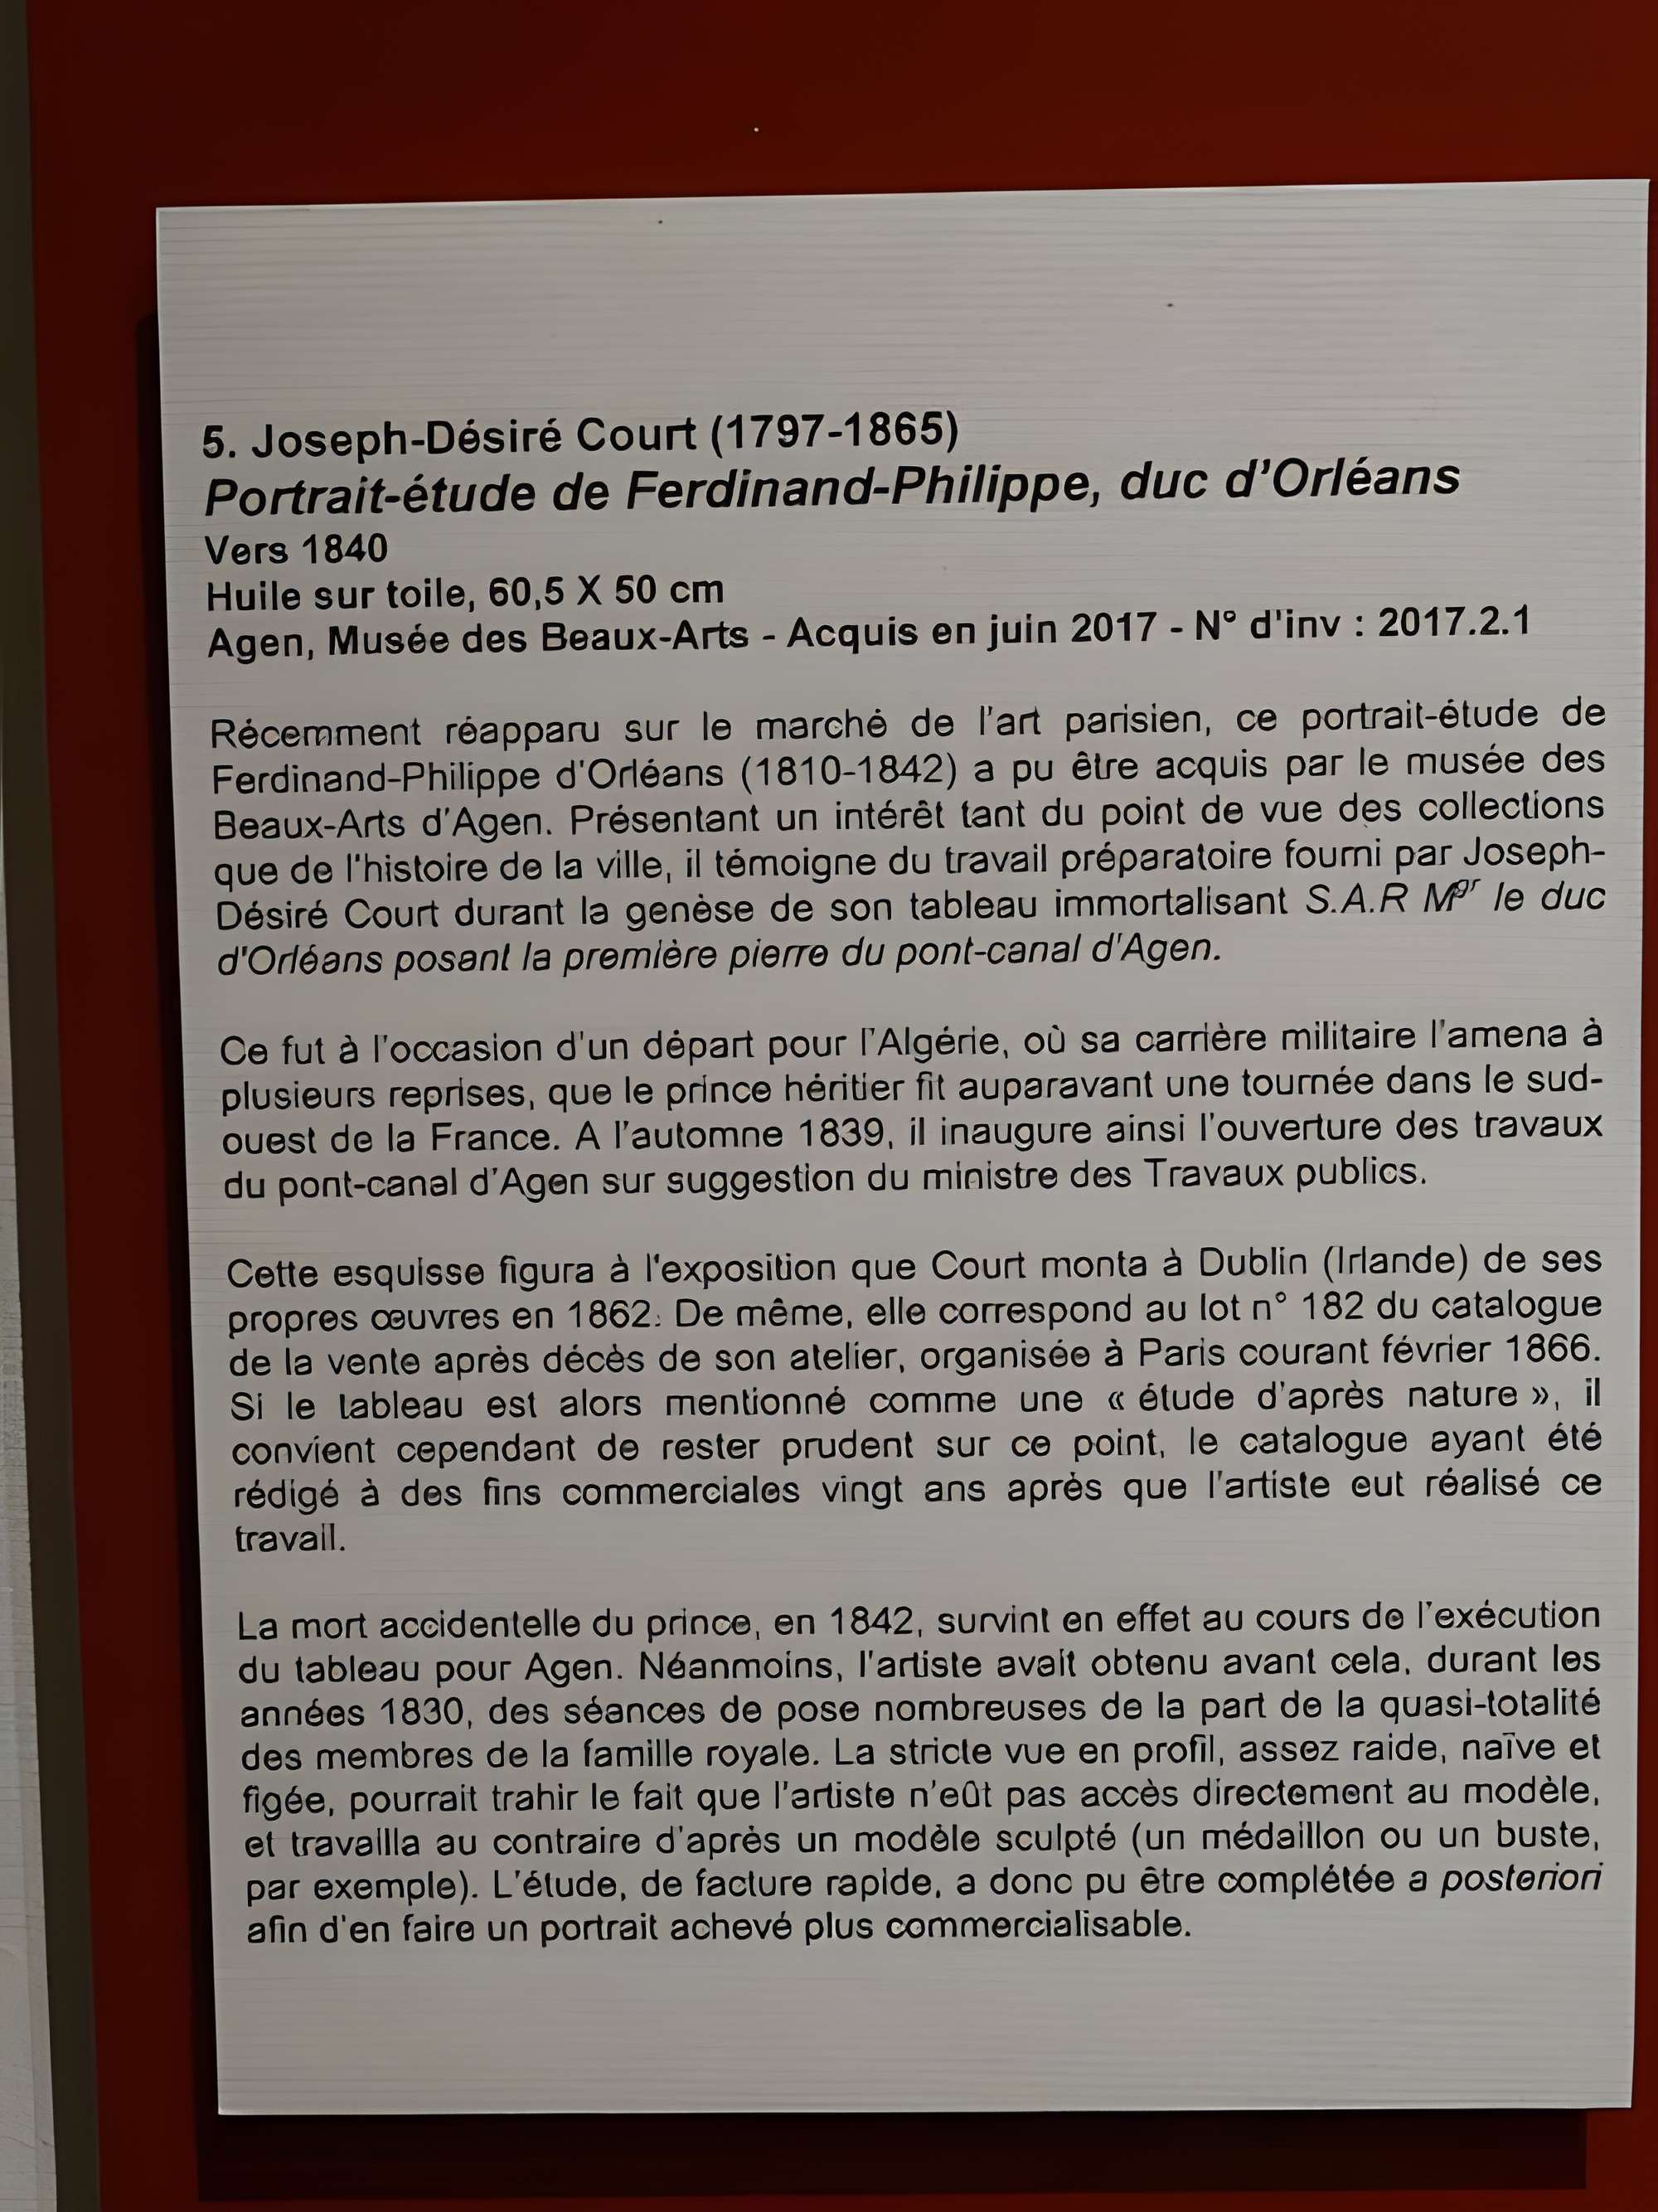 5. Joseph-Désiré Court (1797-1865)
Portrait-étude de Ferdinand-Philippe, duc d'Orléans
Vers 1840
Huile sur toile, 60,5 X 50 cm
Agen, Musée des Beaux-Arts - Acquis en juin 2017 - N° d'inv : 2017.2.1
Récemment réapparu sur le marché de l'art parisien, ce portrait-étude de
Ferdinand-Philippe d'Orléans (1810-1842) a pu être acquis par le musée des
Beaux-Arts d'Agen. Présentant un intérêt tant du point de vue des collections
que de l'histoire de la ville, il témoigne du travail préparatoire fourni par Joseph-
Désiré Court durant la genèse de son tableau immortalisant S.A.R Mgr le duc
d'Orléans posant la première pierre du pont-canal d'Agen.
Ce fut à l'occasion d'un départ pour l'Algérie, où sa carrière militaire l'amena à
plusieurs reprises, que le prince héritier fit auparavant une tournée dans le sud-
ouest de la France. A l'automne 1839, il inaugure ainsi l'ouverture des travaux
du pont-canal d'Agen sur suggestion du ministre des Travaux publics.
Cette esquisse figura à l'exposition que Court monta à Dublin (Irlande) de ses
propres œuvres en 1862. De même, elle correspond au lot n° 182 du catalogue
de la vente après décès de son atelier, organisée à Paris courant février 1866.
Si le tableau est alors mentionné comme une « étude d'après nature », il
convient cependant de rester prudent sur ce point, le catalogue ayant été
rédigé à des fins commerciales vingt ans après que l'artiste eut réalisé ce
travail.
La mort accidentelle du prince, en 1842, survint en effet au cours de l'exécution
du tableau pour Agen. Néanmoins, l'artiste avait obtenu avant cela, durant les
années 1830, des séances de pose nombreuses de la part de la quasi-totalité
des membres de la famille royale. La stricte vue en profil, assez raide, naïve et
figée, pourrait trahir le fait que l'artiste n'eût pas accès directement au modèle,
et travailla au contraire d'après un modèle sculpté (un médaillon ou un buste,
par exemple). L'étude, de facture rapide, a donc pu être complétée a posteriori
afin d'en faire un portrait achevé plus commercialisable.